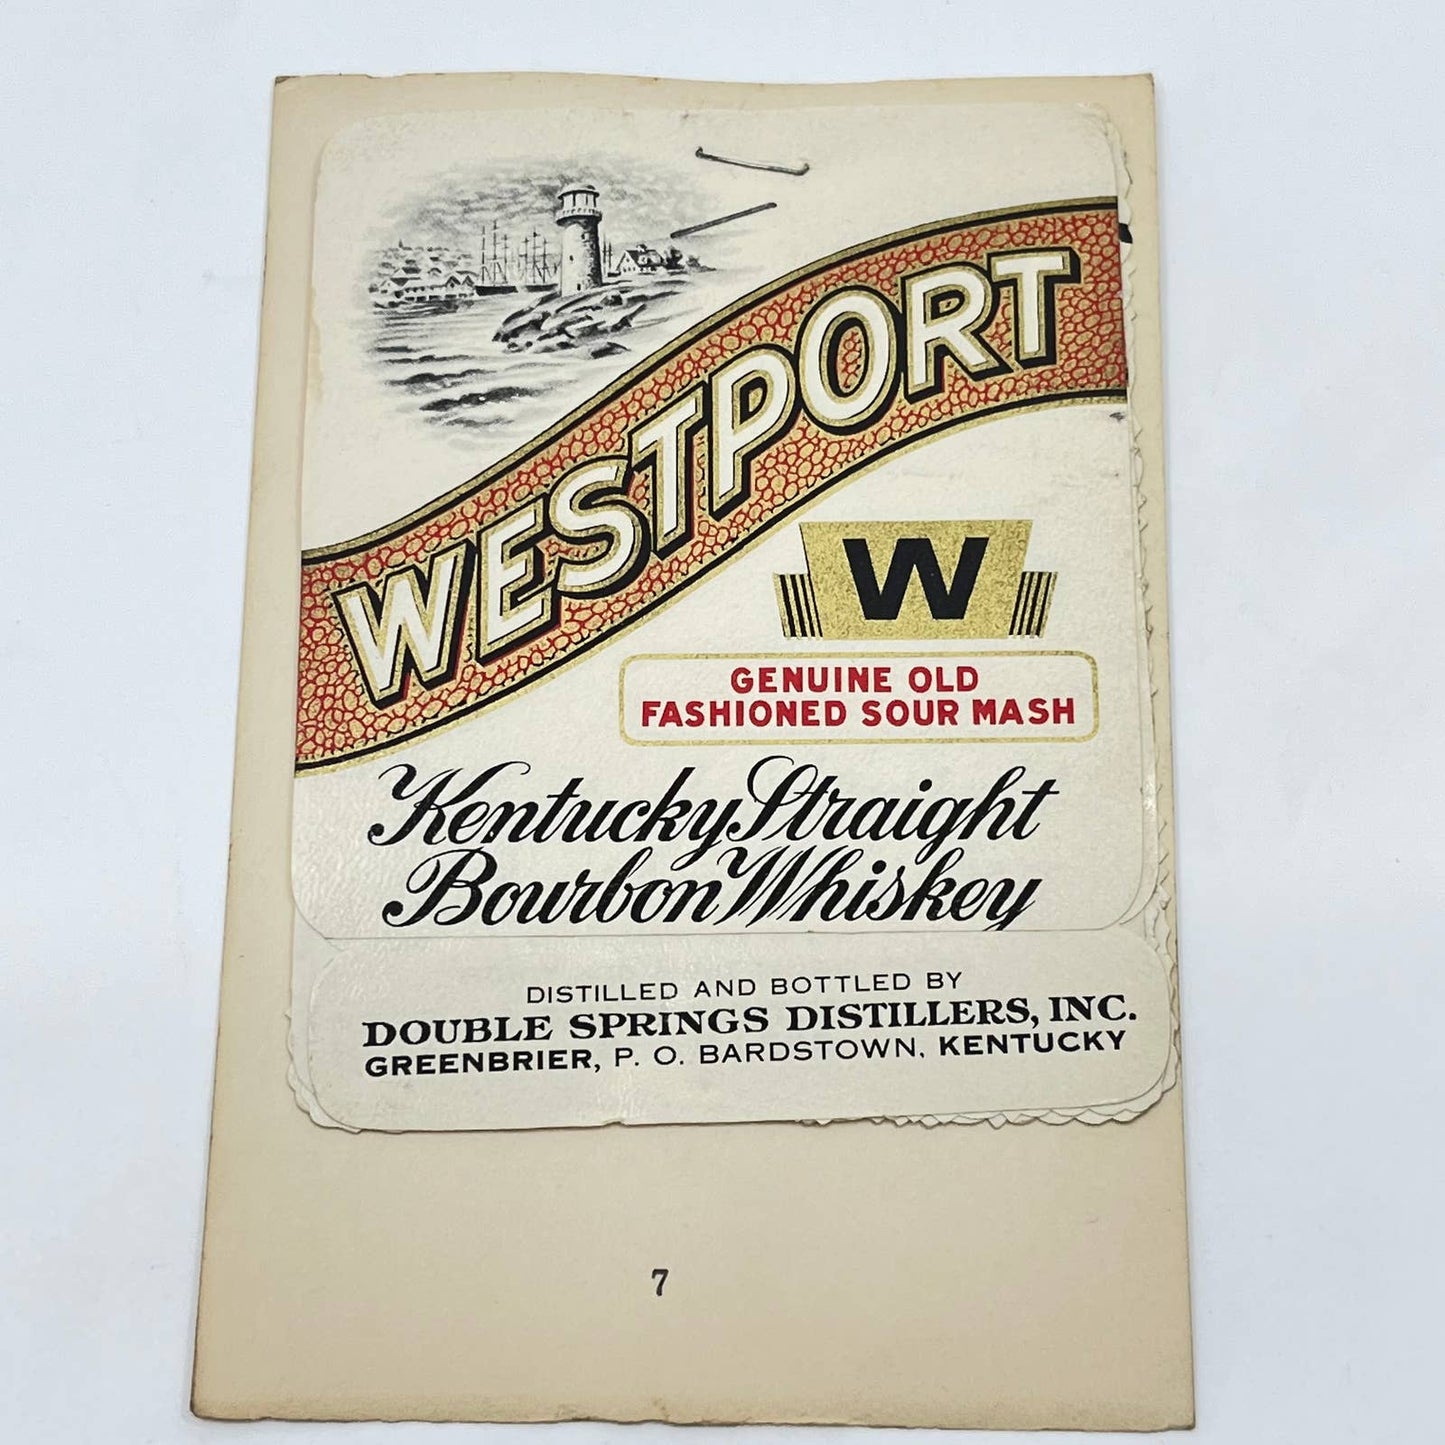 WESTPORT
W
GENUINE OLD
FASHIONED SOUR MASH
Kentucky Straight
Bourbon Whiskey
DISTILLED AND BOTTLED BY
DOUBLE SPRINGS DISTILLERS, INC.
GREENBRIER, P. O. BARDSTOWN, KENTUCKY
7